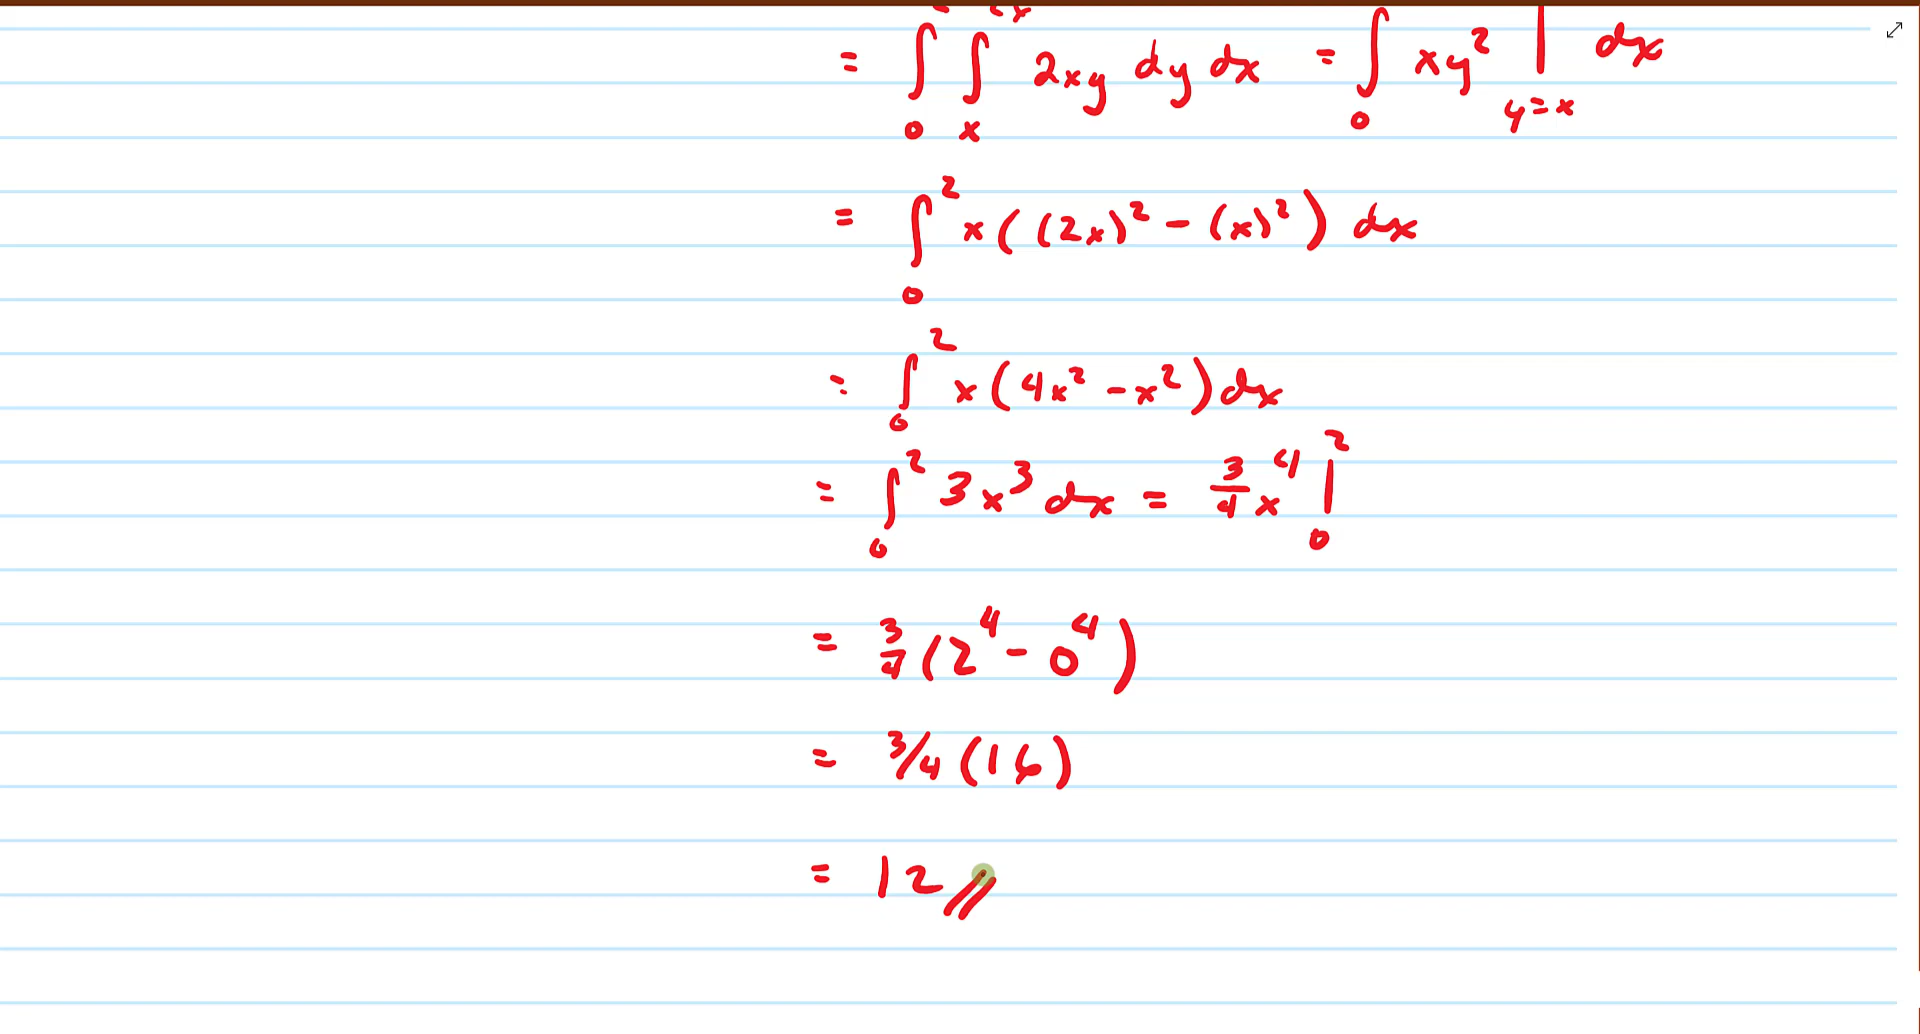 = ∫₀ ∫ₓ 2xy dy dx = ∫₀ xy² |_{y=x} dx
= ∫₀² x((2x)² - (x)²) dx
= ∫₀² x(4x² - x²) dx
= ∫₀² 3x³ dx = 3/4 x⁴ |₀²
= 3/4 (2⁴ - 0⁴)
= 3/4 (16)
= 12 //